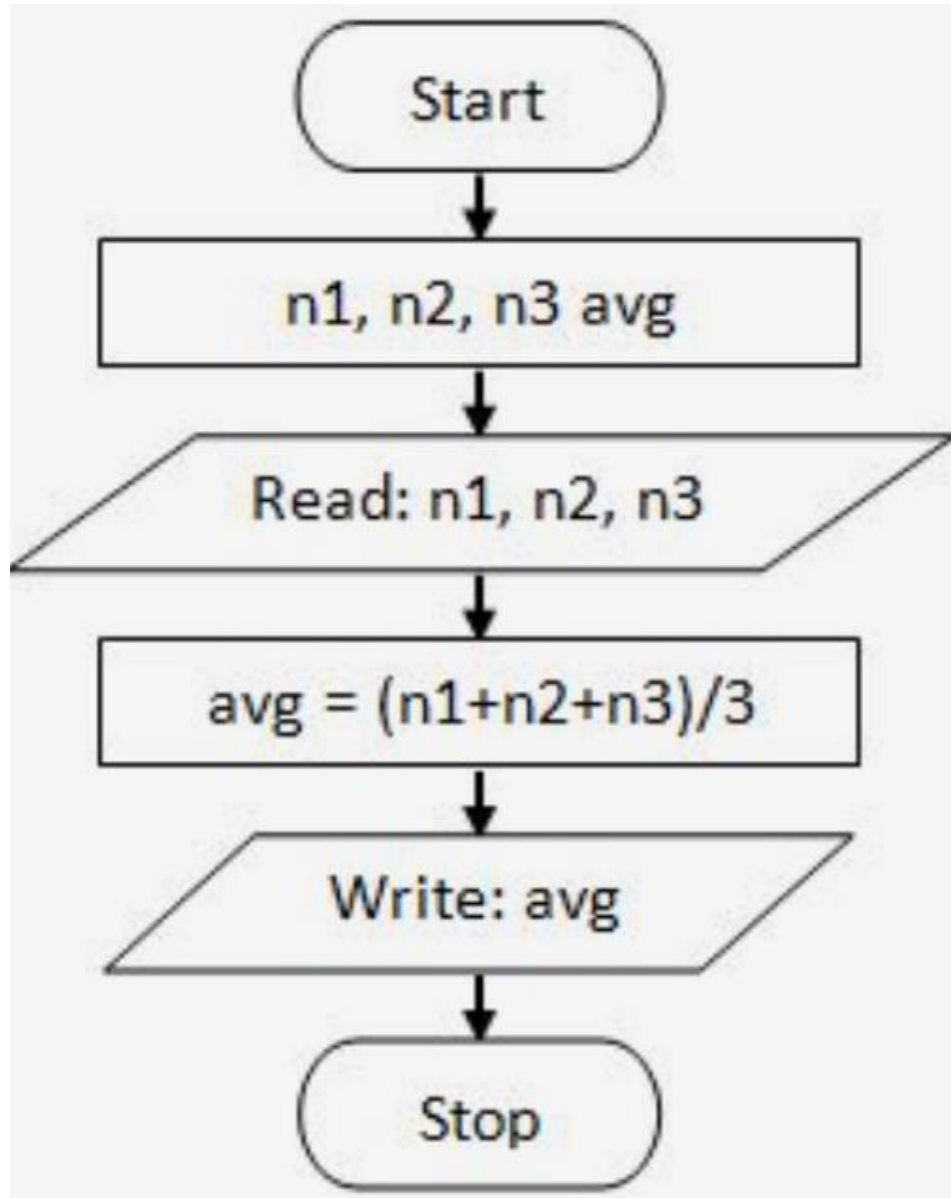 Start
n1, n2, n3 avg
Read: n1, n2, n3
avg = (n1+n2+n3)/3
Write: avg
Stop